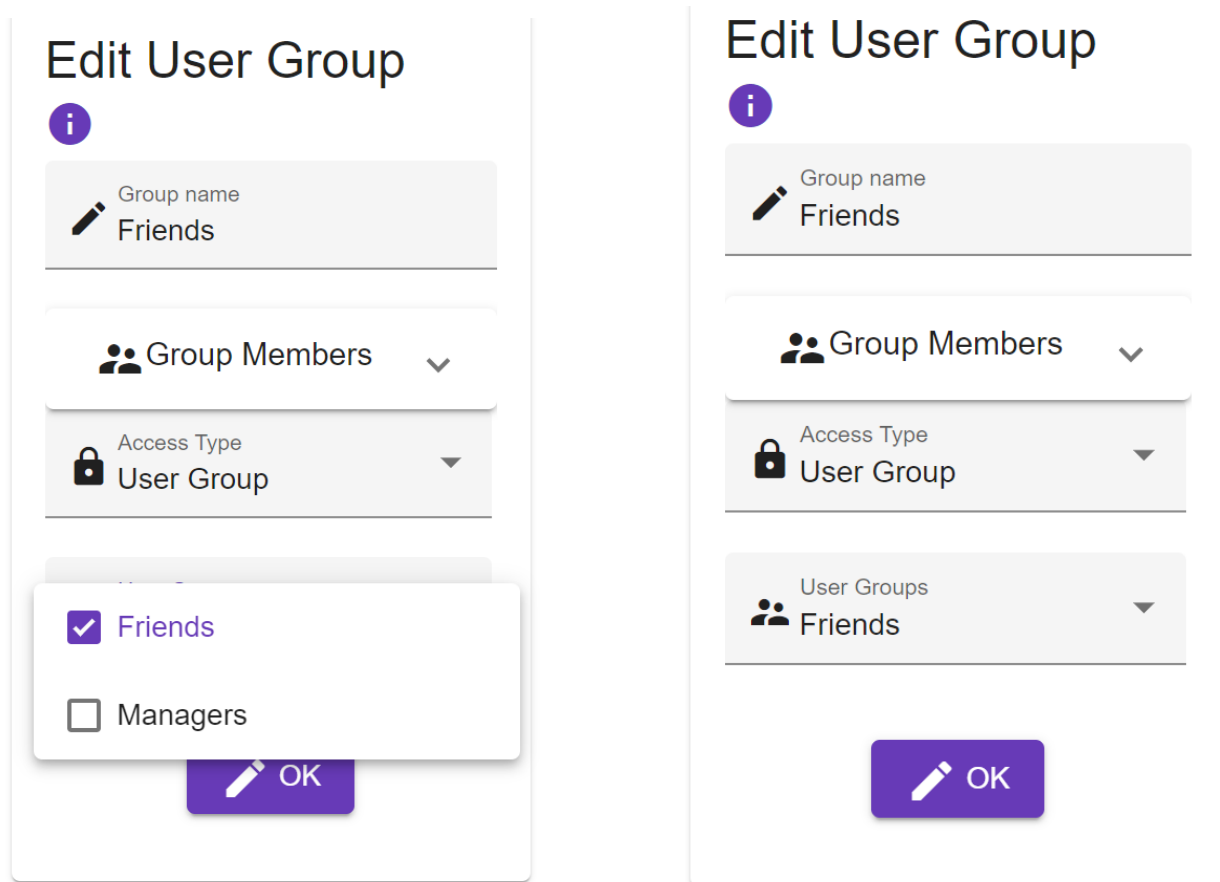 Edit User Group
i
Group name
Friends
Group Members
Access Type
User Group
Friends
Managers
OK
Edit User Group
i
Group name
Friends
Group Members
Access Type
User Group
User Groups
Friends
OK